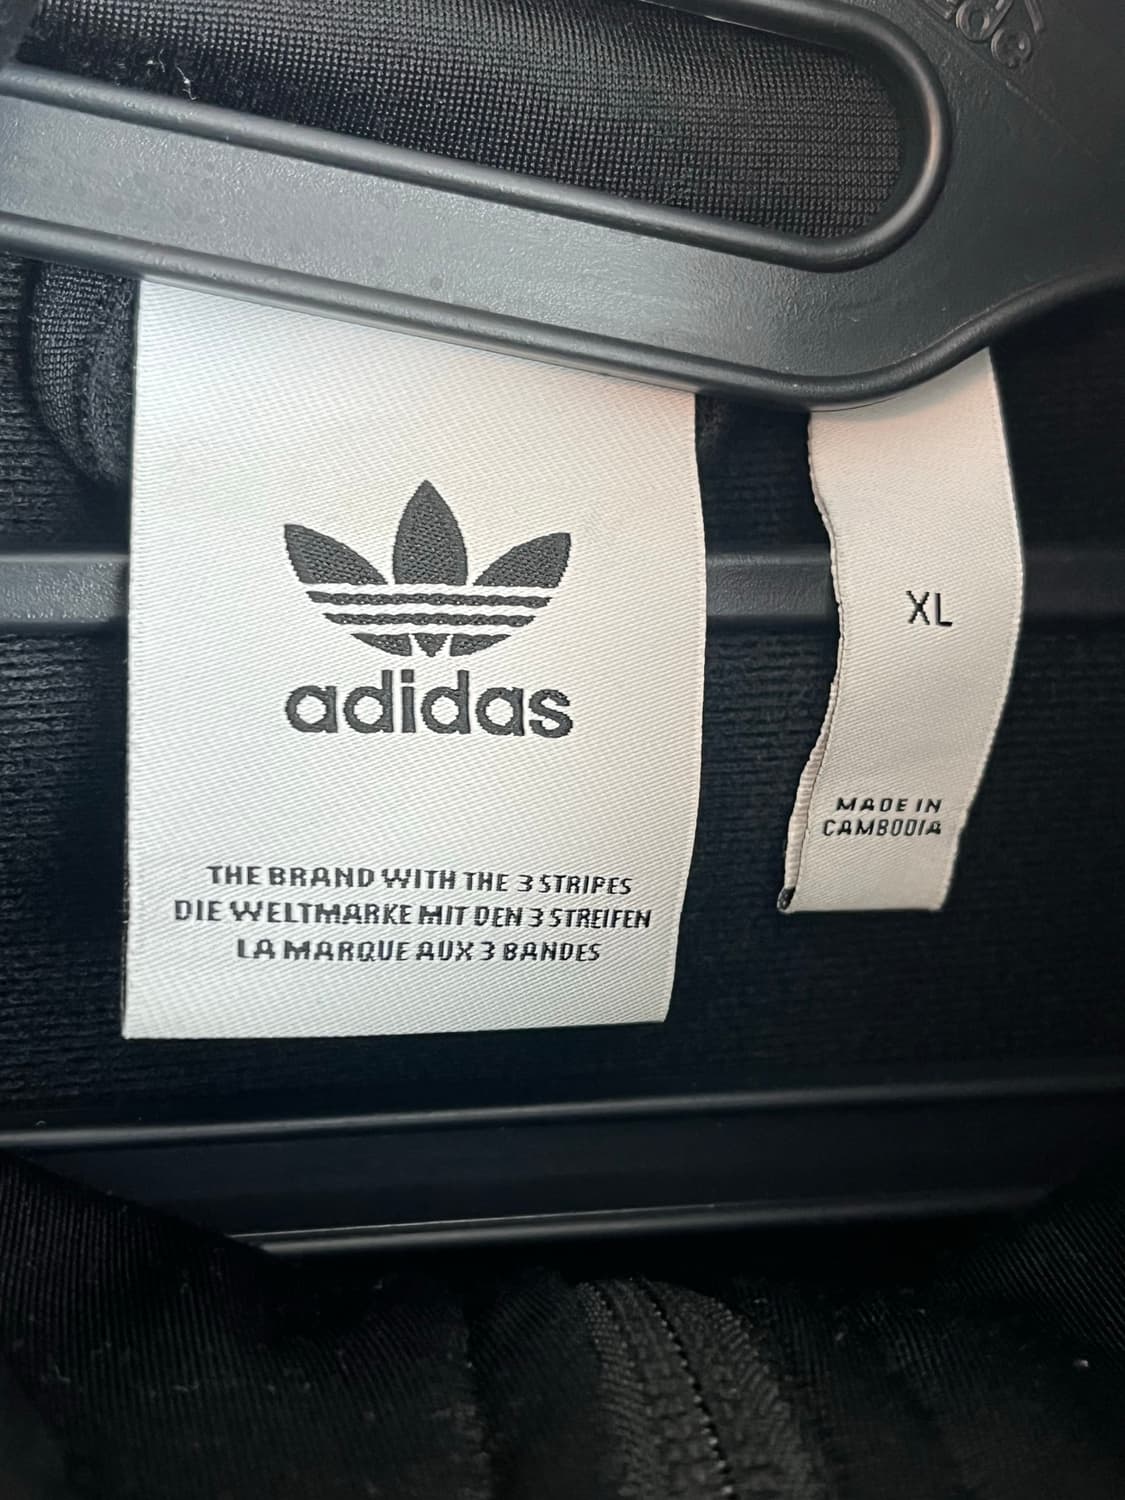 adidas
THE BRAND WITH THE 3 STRIPES
DIE WELTMARKE MIT DEN 3 STREIFEN
LA MARQUE AUX 3 BANDES
XL
MADE IN
CAMBODIA